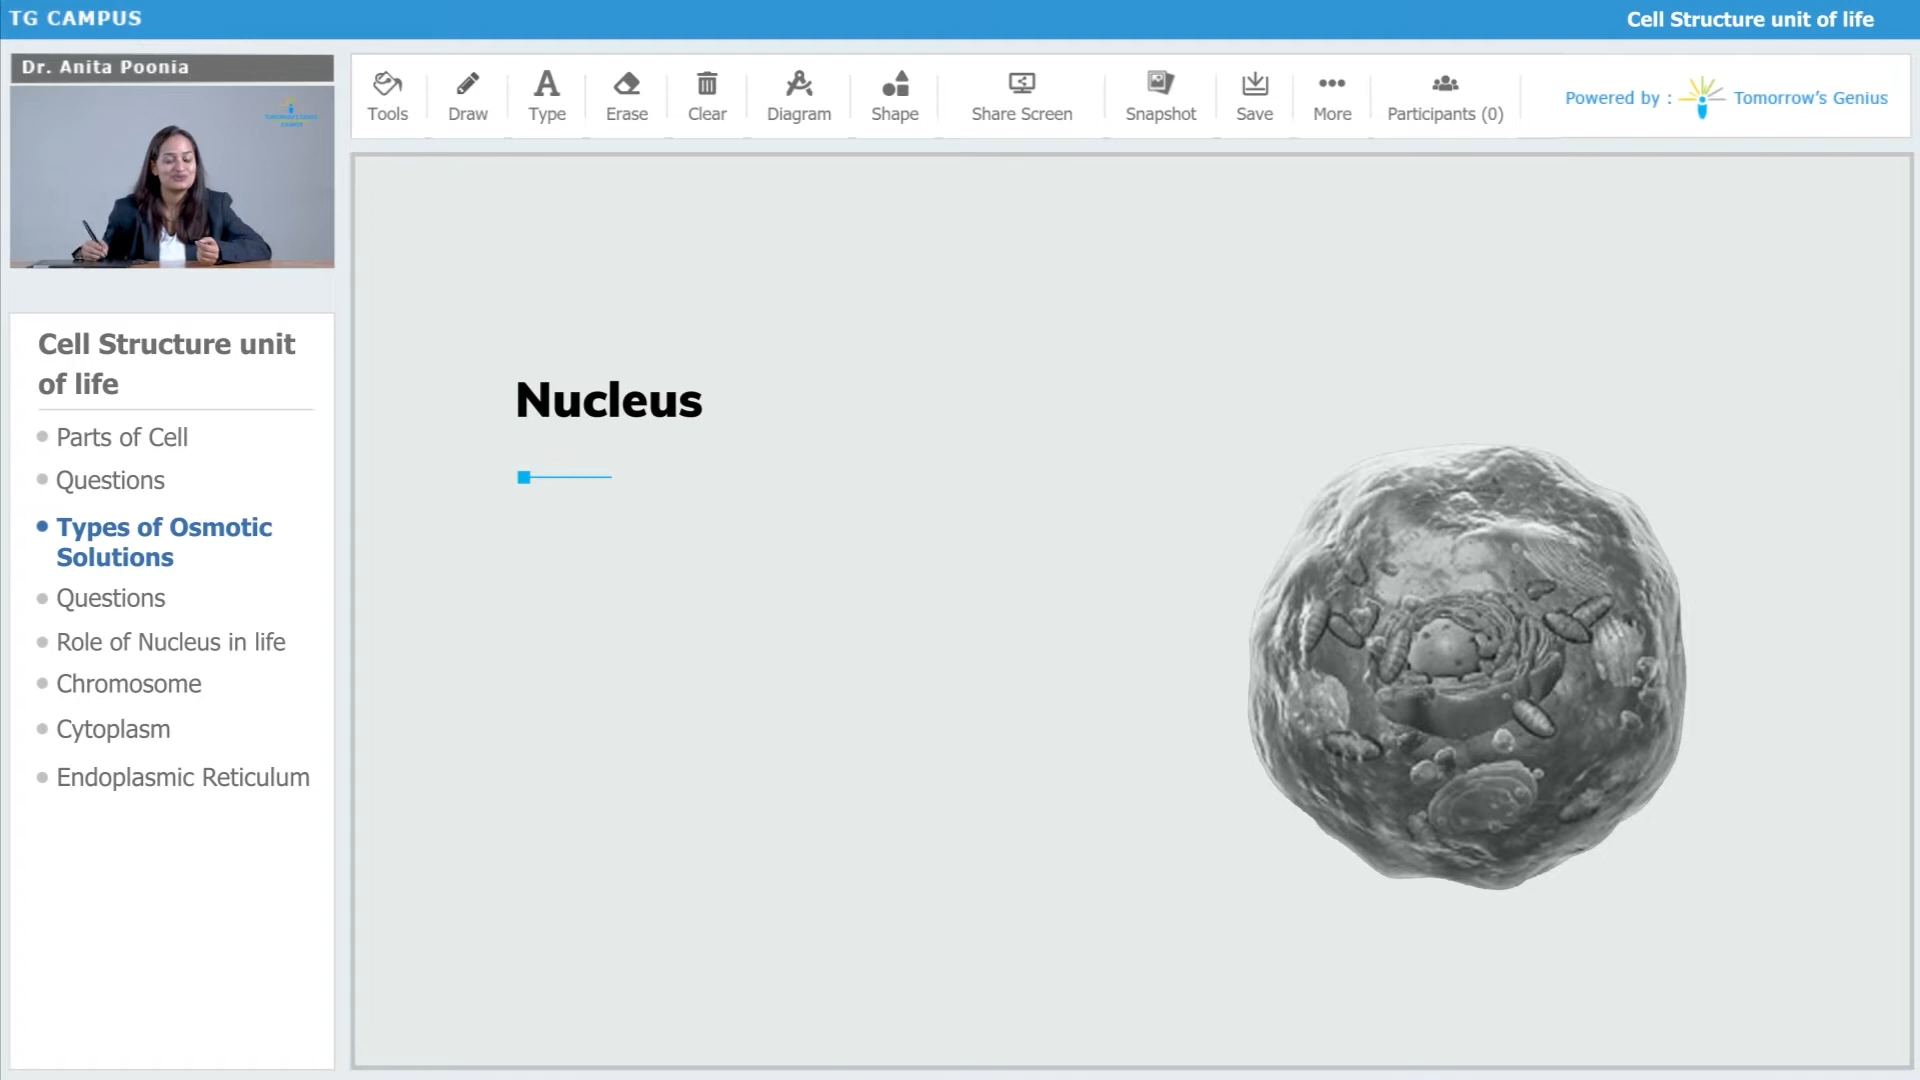 TG CAMPUS
Cell Structure unit of life
Dr. Anita Poonia
Tools
Draw
Type
Erase
Clear
Diagram
Shape
Share Screen
Snapshot
Save
More
Participants (0)
Powered by :
Tomorrow's Genius
Cell Structure unit
of life
Parts of Cell
Questions
Types of Osmotic
Solutions
Questions
Role of Nucleus in life
Chromosome
Cytoplasm
Endoplasmic Reticulum
Nucleus